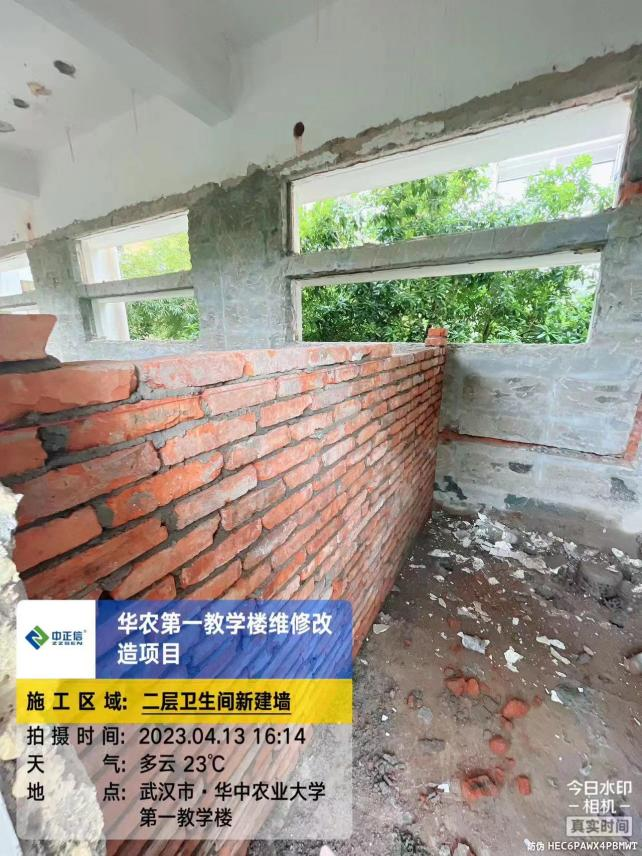 中正信®
ZZSEN
华农第一教学楼维修改
造项目
施工区域: 二层卫生间新建墙
拍摄时间: 2023.04.13 16:14
天气: 多云 23℃
地点: 武汉市·华中农业大学
第一教学楼
今日水印
-相机-
真实时间
防伪 HEC6PAWX4PBMWI